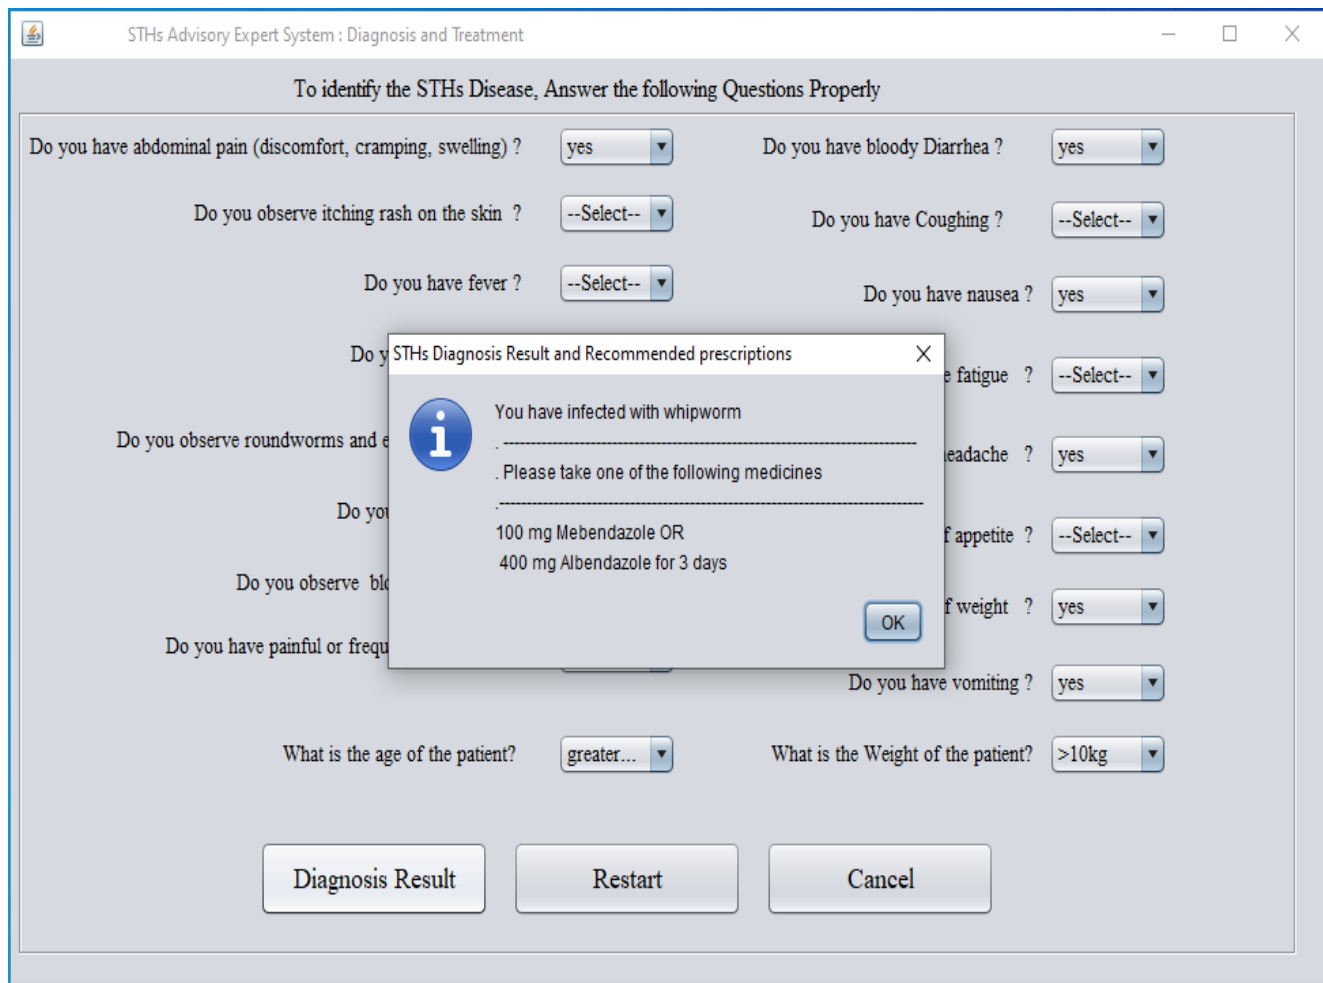 STHs Advisory Expert System : Diagnosis and Treatment
To identify the STHs Disease, Answer the following Questions Properly
Do you have abdominal pain (discomfort, cramping, swelling) ? yes
Do you have bloody Diarrhea ? yes
Do you observe itching rash on the skin ? --Select--
Do you have Coughing ? --Select--
Do you have fever ? --Select--
Do you have nausea ? yes
Do y
fatigue ? --Select--
Do you observe roundworms and e
headache ? yes
Do you
appetite ? --Select--
Do you observe blo
f weight ? yes
Do you have painful or frequ
Do you have vomiting ? yes
STHs Diagnosis Result and Recommended prescriptions
You have infected with whipworm
. ----------------------------------------------------------------------
. Please take one of the following medicines
.------------------------------------------------------------------------
100 mg Mebendazole OR
400 mg Albendazole for 3 days
OK
What is the age of the patient? greater...
What is the Weight of the patient? >10kg
Diagnosis Result
Restart
Cancel